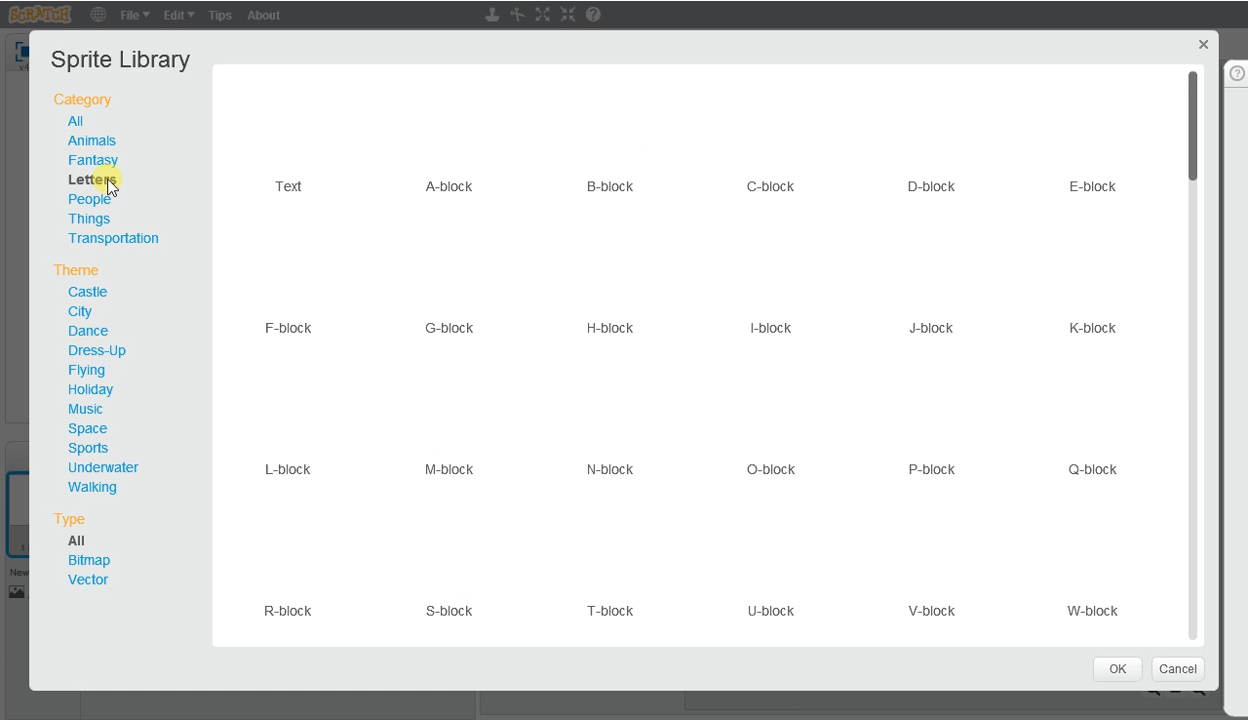 SCRATCH File Edit Tips About
Sprite Library
Category
All
Animals
Fantasy
Letters
People
Things
Transportation
Theme
Castle
City
Dance
Dress-Up
Flying
Holiday
Music
Space
Sports
Underwater
Walking
Type
All
Bitmap
Vector
Text A-block B-block C-block D-block E-block
F-block G-block H-block I-block J-block K-block
L-block M-block N-block O-block P-block Q-block
R-block S-block T-block U-block V-block W-block
OK Cancel
New